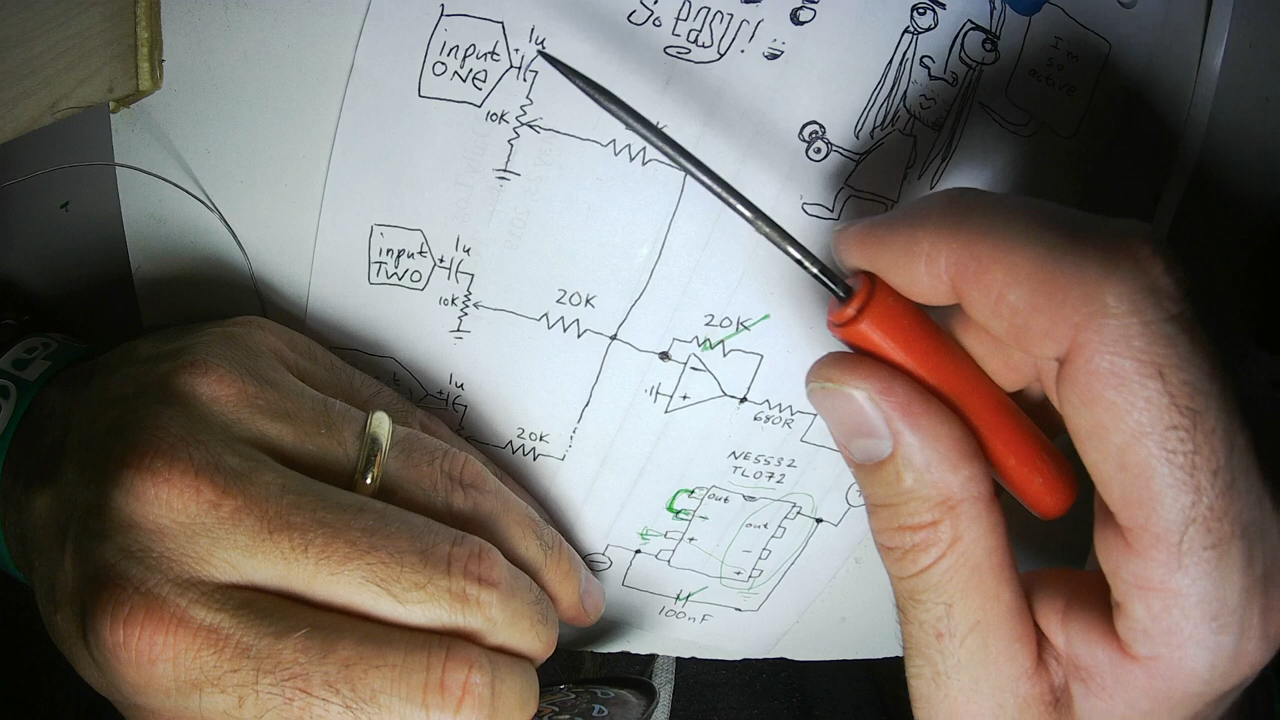 So easy!
I'm
so
active
input
ONE
+
1u
10K
K
input
TWO
+
1u
10K
20K
+
1u
20K
20K
-
+
680R
NE5532
TL072
out
-
+
out
-
+
100nF